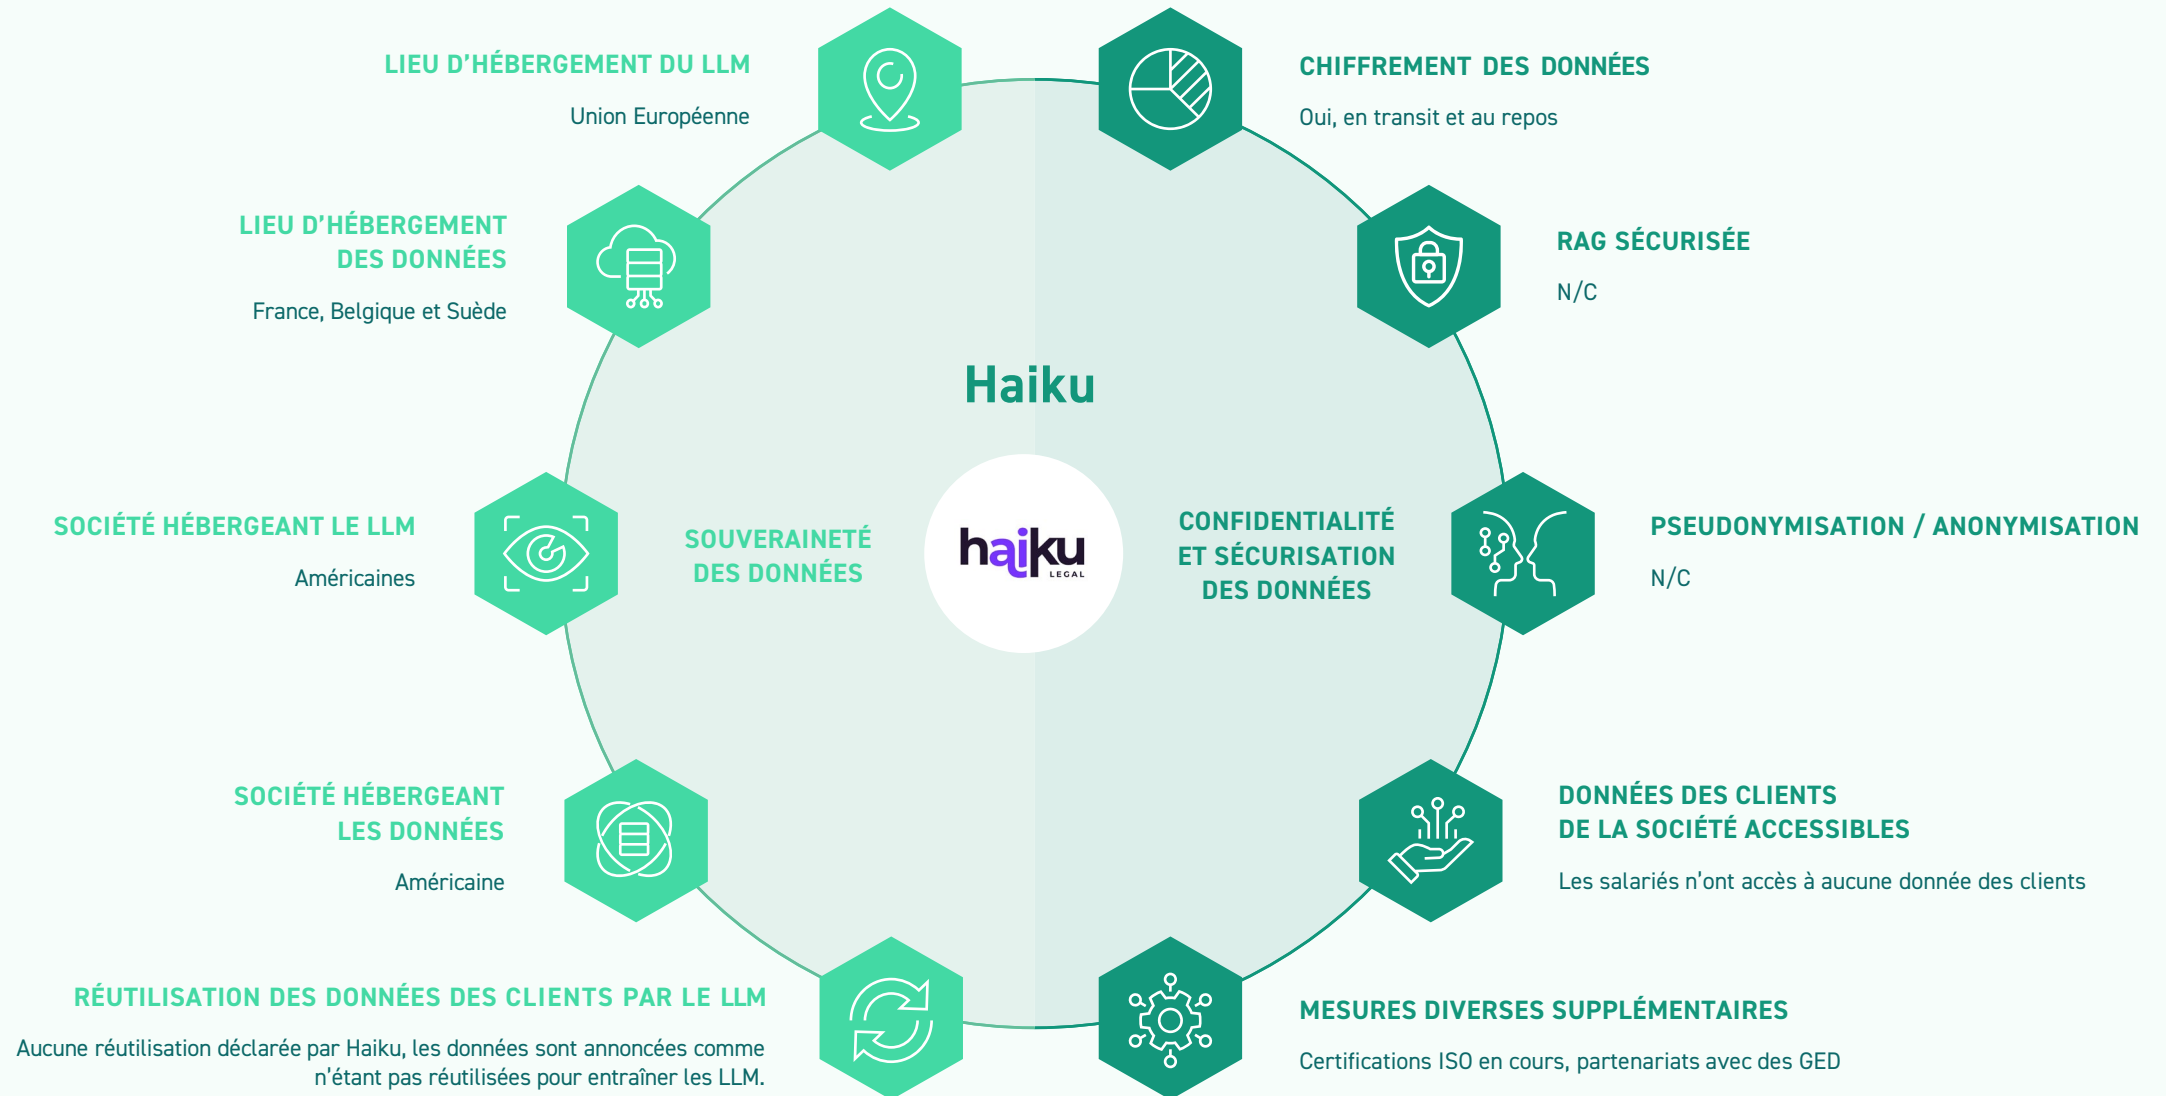 LIEU D'HÉBERGEMENT DU LLM
Union Européenne
LIEU D'HÉBERGEMENT
DES DONNÉES
France, Belgique et Suède
SOCIÉTÉ HÉBERGEANT LE LLM
Américaines
SOCIÉTÉ HÉBERGEANT
LES DONNÉES
Américaine
RÉUTILISATION DES DONNÉES DES CLIENTS PAR LE LLM
Aucune réutilisation déclarée par Haiku, les données sont annoncées comme
n'étant pas réutilisées pour entraîner les LLM.
Haiku
SOUVERAINETÉ
DES DONNÉES
haiku
LEGAL
CONFIDENTIALITÉ
ET SÉCURISATION
DES DONNÉES
CHIFFREMENT DES DONNÉES
Oui, en transit et au repos
RAG SÉCURISÉE
N/C
PSEUDONYMISATION / ANONYMISATION
N/C
DONNÉES DES CLIENTS
DE LA SOCIÉTÉ ACCESSIBLES
Les salariés n'ont accès à aucune donnée des clients
MESURES DIVERSES SUPPLÉMENTAIRES
Certifications ISO en cours, partenariats avec des GED